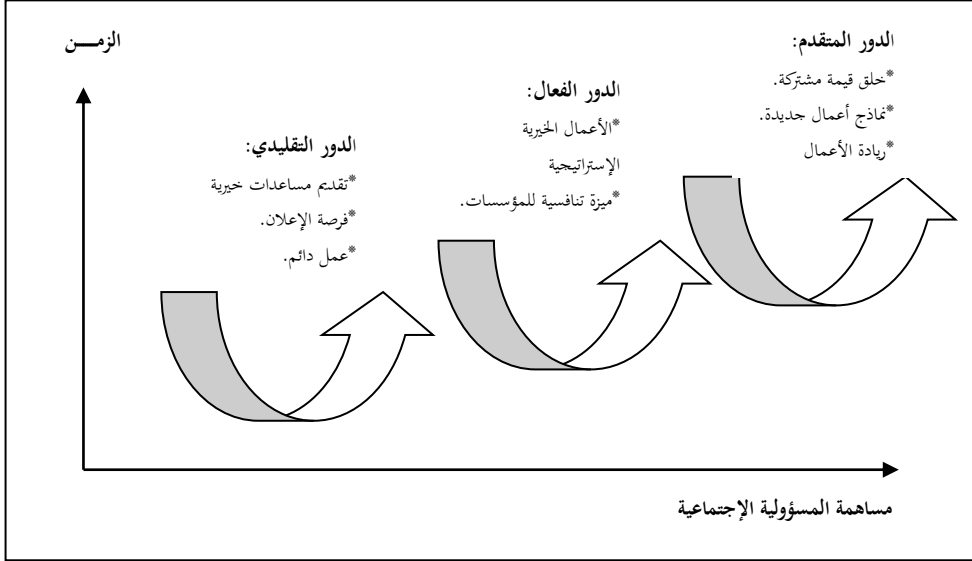 الزمــــن
الدور المتقدم:
*خلق قيمة مشتركة.
*نماذج أعمال جديدة.
*ريادة الأعمال
الدور الفعال:
*الأعمال الخيرية
الإستراتيجية
*ميزة تنافسية للمؤسسات.
الدور التقليدي:
*تقديم مساعدات خيرية
*فرصة الإعلان.
*عمل دائم.
مساهمة المسؤولية الإجتماعية